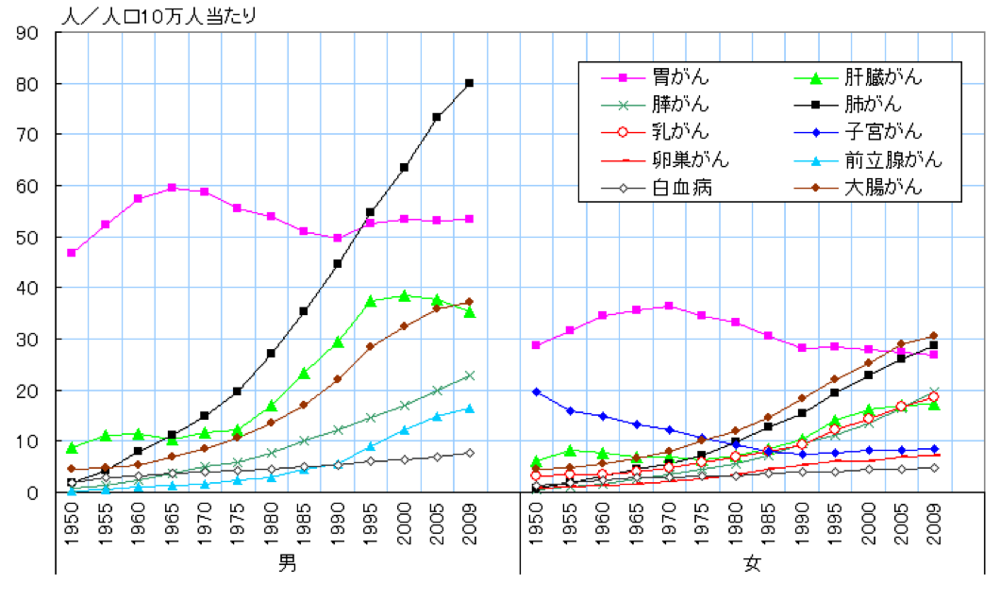 人／人口10万人当たり
90
80
70
60
50
40
30
20
10
0
胃がん 肝臓がん
膵がん 肺がん
乳がん 子宮がん
卵巣がん 前立腺がん
白血病 大腸がん
1950 1955 1960 1965 1970 1975 1980 1985 1990 1995 2000 2005 2009 1950 1955 1960 1965 1970 1975 1980 1985 1990 1995 2000 2005 2009
男 女